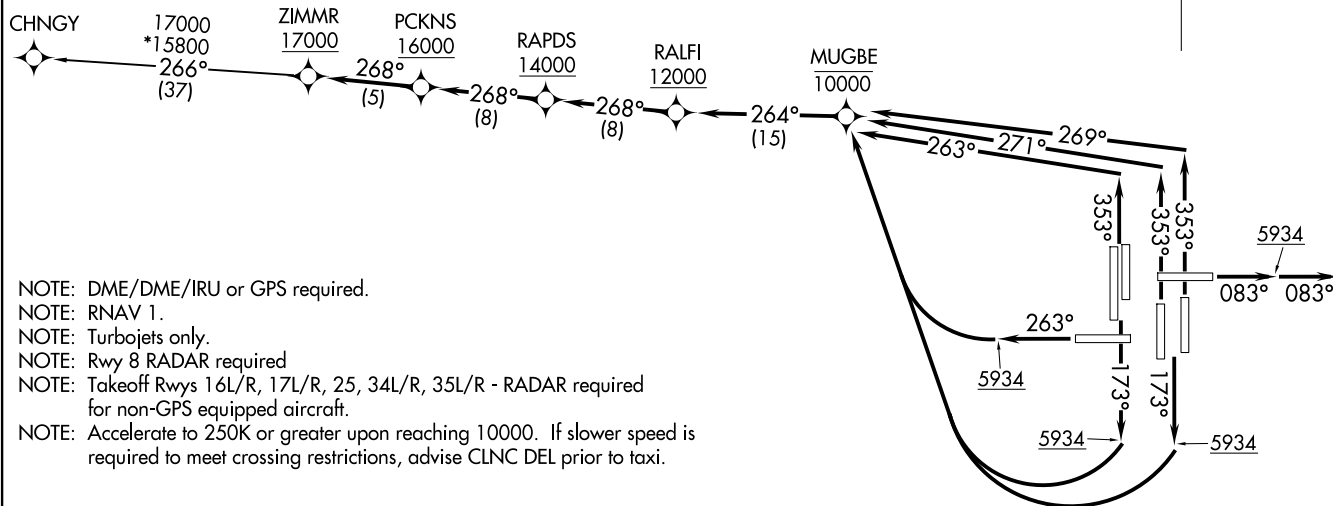 CHNGY
17000
*15800
266°
(37)
ZIMMR
17000
268°
(5)
PCKNS
16000
268°
(8)
RAPDS
14000
268°
(8)
RALFI
12000
264°
(15)
MUGBE
10000
269°
271°
263°
353°
353°
353°
5934
083° 083°
263°
5934
173°
173°
5934
5934
NOTE: DME/DME/IRU or GPS required.
NOTE: RNAV 1.
NOTE: Turbojets only.
NOTE: Rwy 8 RADAR required
NOTE: Takeoff Rwys 16L/R, 17L/R, 25, 34L/R, 35L/R - RADAR required
for non-GPS equipped aircraft.
NOTE: Accelerate to 250K or greater upon reaching 10000. If slower speed is
required to meet crossing restrictions, advise CLNC DEL prior to taxi.